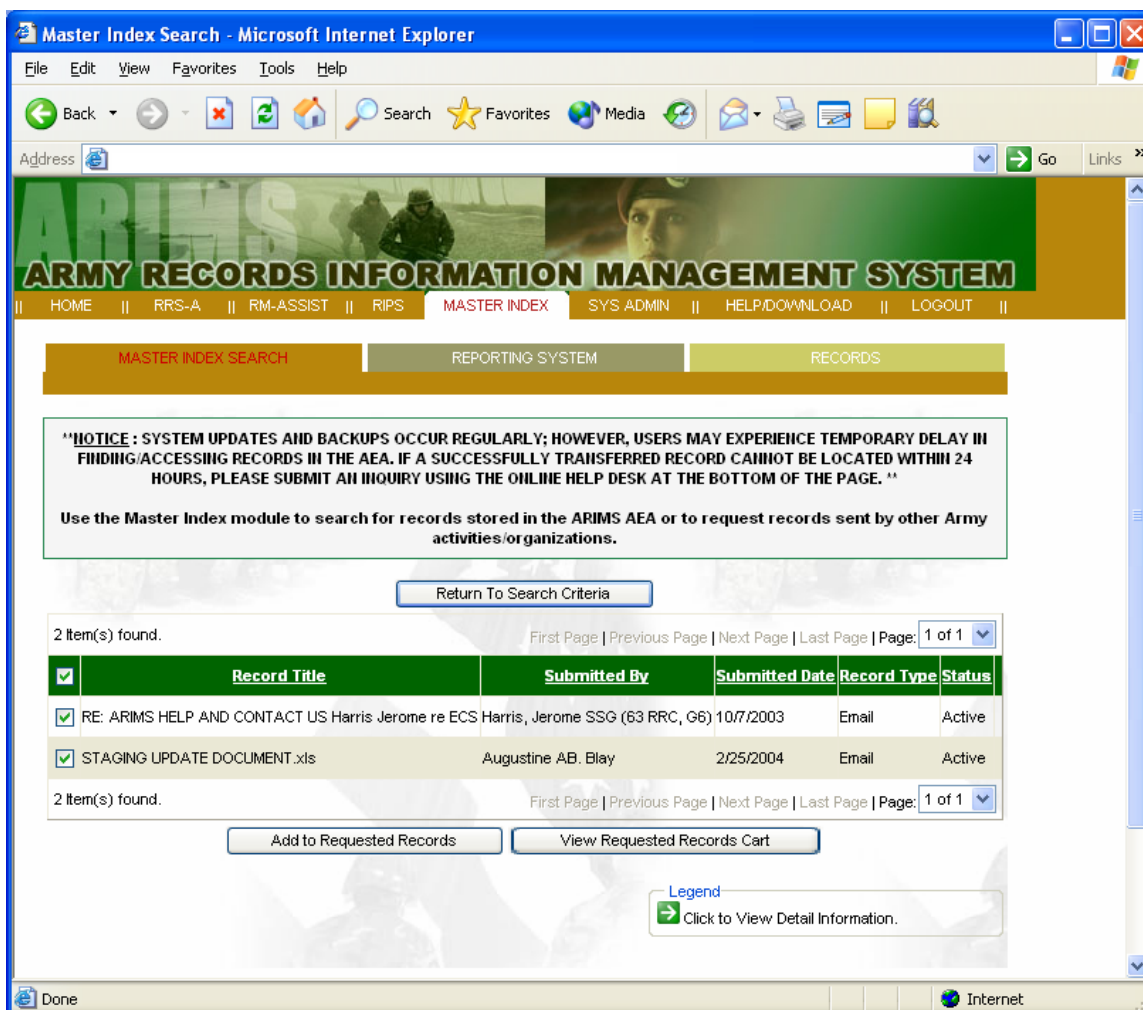 Master Index Search - Microsoft Internet Explorer
File Edit View Favorites Tools Help
Back Search Favorites Media
Address Go Links »
ARIMS
ARMY RECORDS INFORMATION MANAGEMENT SYSTEM
|| HOME || RRS-A || RM-ASSIST || RIPS MASTER INDEX SYS ADMIN || HELP/DOWNLOAD || LOGOUT ||
MASTER INDEX SEARCH REPORTING SYSTEM RECORDS
**NOTICE : SYSTEM UPDATES AND BACKUPS OCCUR REGULARLY; HOWEVER, USERS MAY EXPERIENCE TEMPORARY DELAY IN
FINDING/ACCESSING RECORDS IN THE AEA. IF A SUCCESSFULLY TRANSFERRED RECORD CANNOT BE LOCATED WITHIN 24
HOURS, PLEASE SUBMIT AN INQUIRY USING THE ONLINE HELP DESK AT THE BOTTOM OF THE PAGE. **
Use the Master Index module to search for records stored in the ARIMS AEA or to request records sent by other Army
activities/organizations.
Return To Search Criteria
2 Item(s) found. First Page | Previous Page | Next Page | Last Page | Page: 1 of 1
Record Title Submitted By Submitted Date Record Type Status
RE: ARIMS HELP AND CONTACT US Harris Jerome re ECS Harris, Jerome SSG (63 RRC, G6) 10/7/2003 Email Active
STAGING UPDATE DOCUMENT.xls Augustine AB. Blay 2/25/2004 Email Active
2 Item(s) found. First Page | Previous Page | Next Page | Last Page | Page: 1 of 1
Add to Requested Records View Requested Records Cart
Legend
Click to View Detail Information.
Done Internet